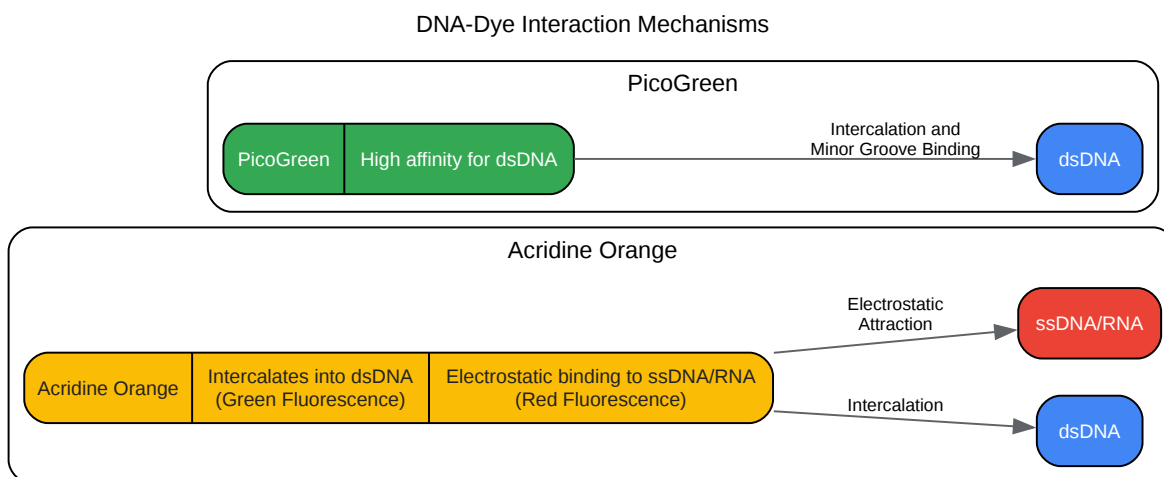 DNA-Dye Interaction Mechanisms
PicoGreen
PicoGreen
High affinity for dsDNA
Intercalation and
Minor Groove Binding
dsDNA
Acridine Orange
Acridine Orange
Intercalates into dsDNA
(Green Fluorescence)
Electrostatic binding to ssDNA/RNA
(Red Fluorescence)
Electrostatic
Attraction
ssDNA/RNA
Intercalation
dsDNA